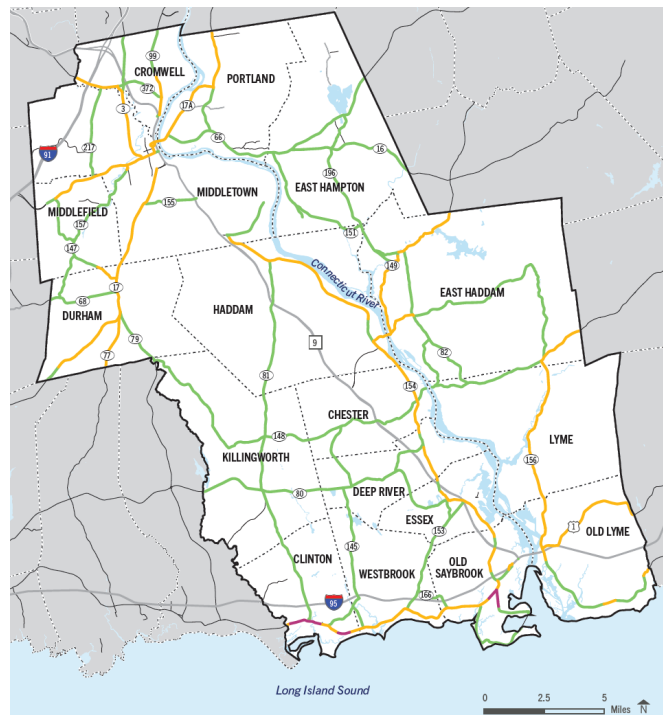 99
CROMWELL
PORTLAND
372
17A
3
66
91
217
16
196
MIDDLETOWN
EAST HAMPTON
155
MIDDLEFIELD
157
151
147
149
Connecticut River
EAST HADDAM
17
68
DURHAM
HADDAM
79
9
77
82
81
154
CHESTER
148
LYME
KILLINGWORTH
156
80
DEEP RIVER
ESSEX
1
OLD LYME
153
145
CLINTON
OLD
SAYBROOK
WESTBROOK
166
95
Long Island Sound
0 2.5 5
Miles N